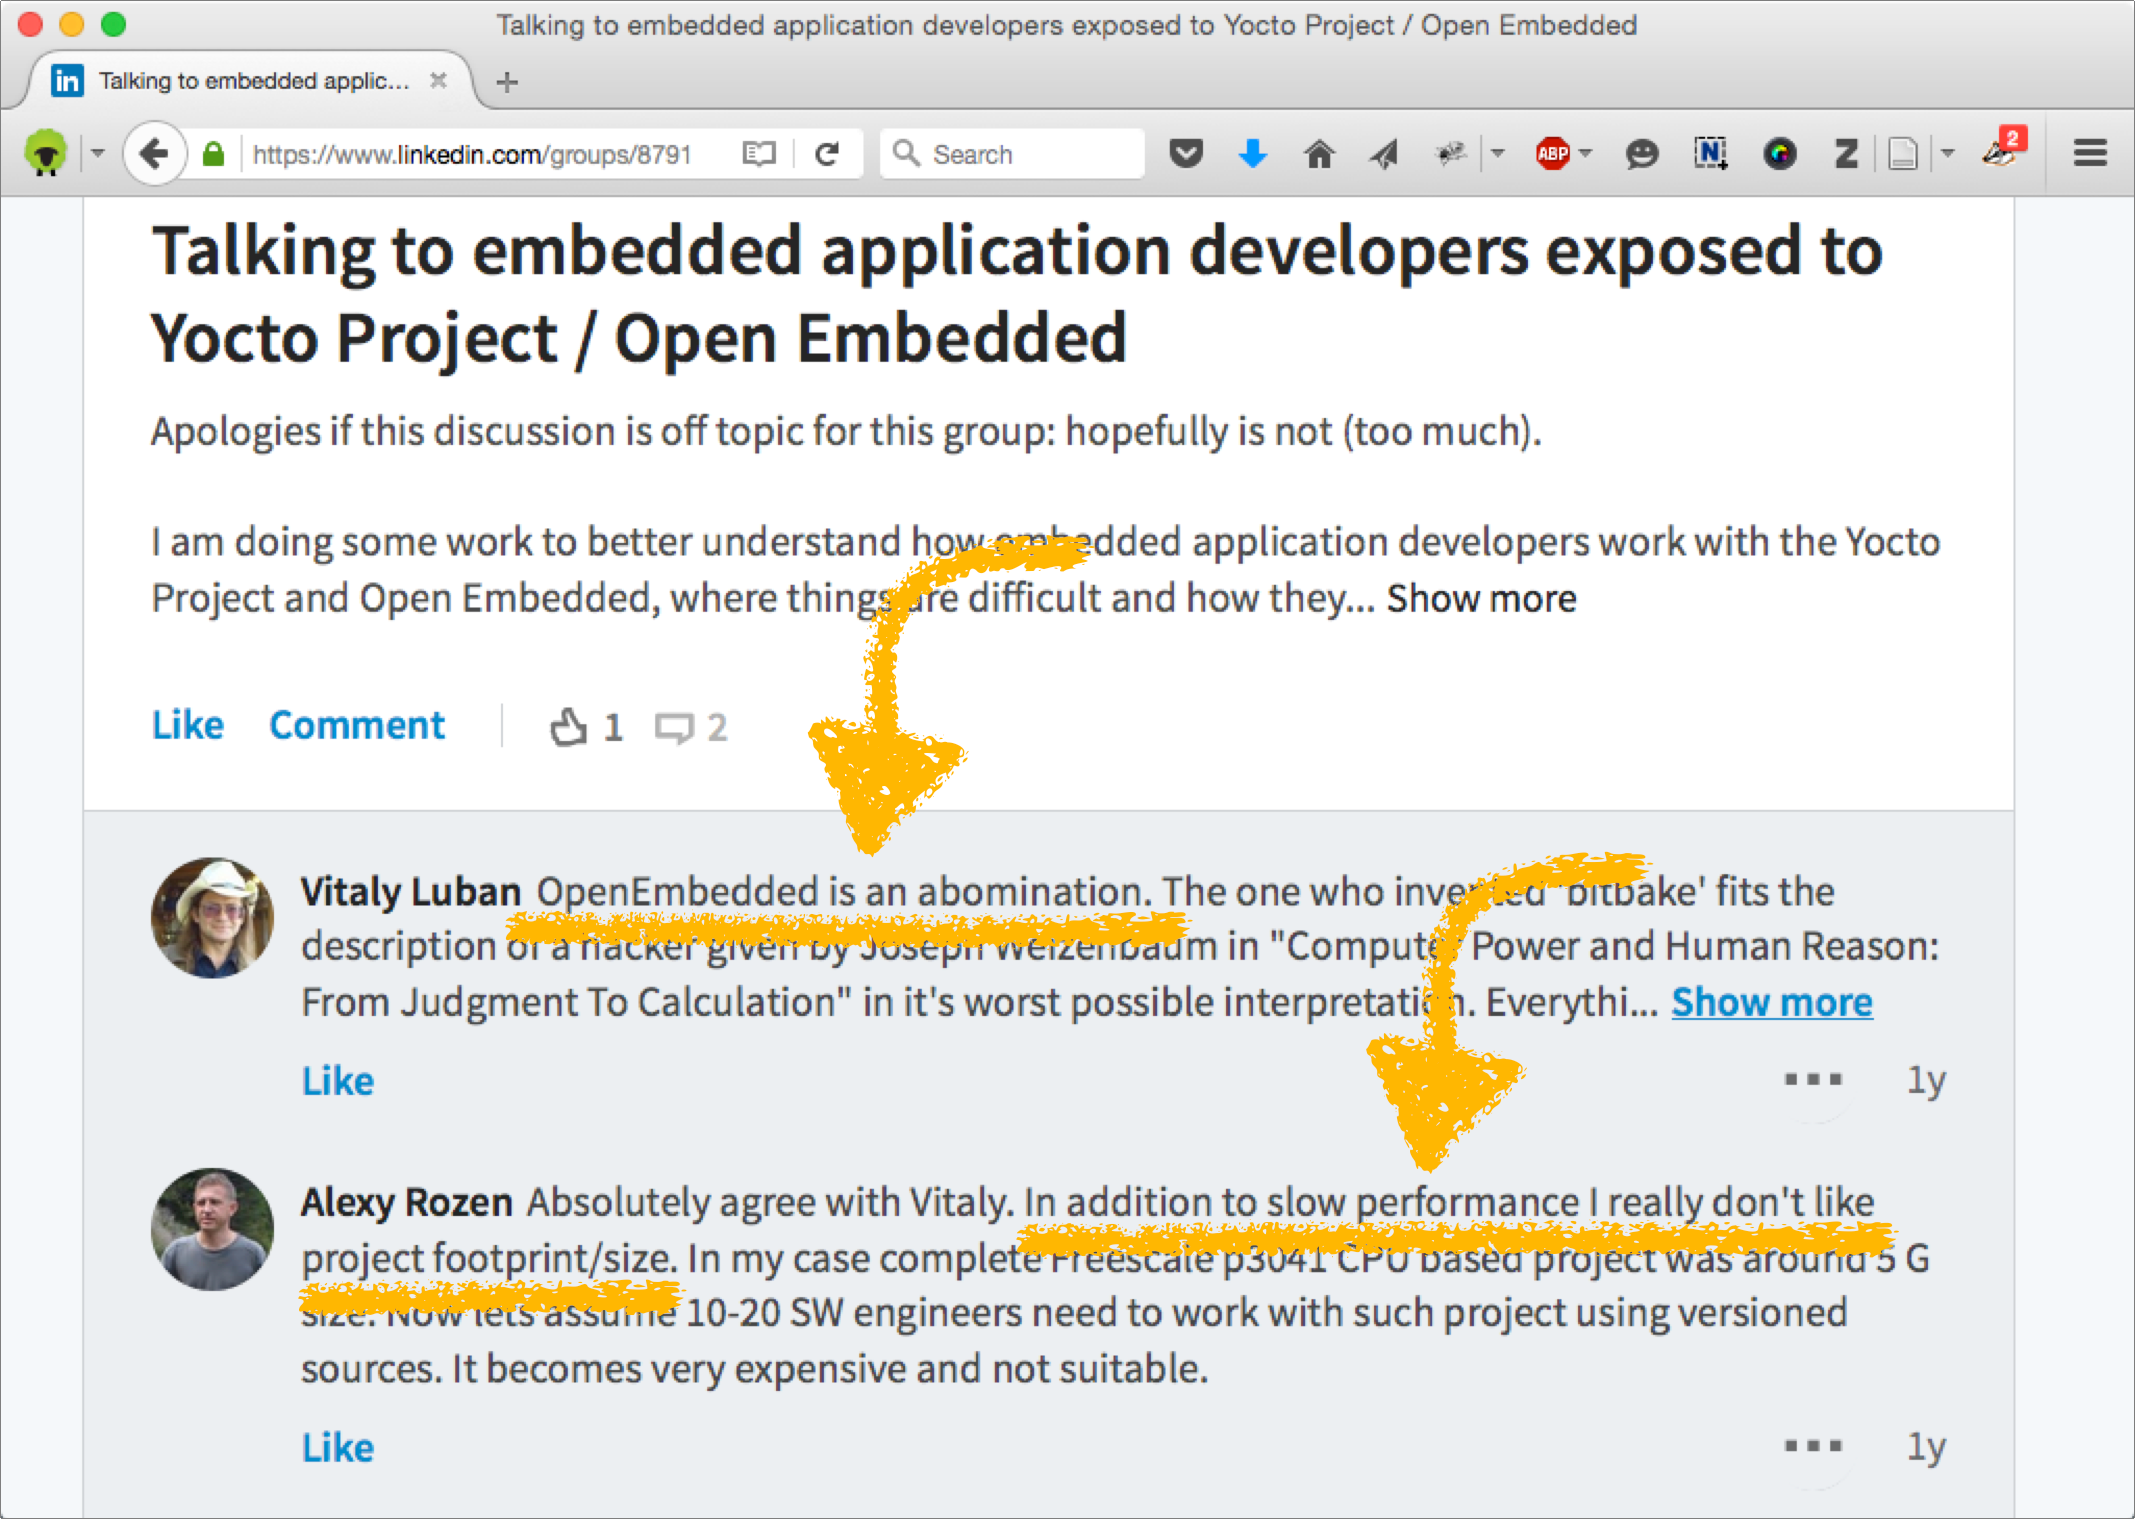 Talking to embedded application developers exposed to Yocto Project / Open Embedded
in Talking to embedded applic...
https://www.linkedin.com/groups/8791 Search ABP N Z 2
Talking to embedded application developers exposed to
Yocto Project / Open Embedded
Apologies if this discussion is off topic for this group: hopefully is not (too much).
I am doing some work to better understand how embedded application developers work with the Yocto
Project and Open Embedded, where things are difficult and how they... Show more
Like Comment 1 2
Vitaly Luban OpenEmbedded is an abomination. The one who invented 'bitbake' fits the
description of a hacker given by Joseph Weizenbaum in "Computer Power and Human Reason:
From Judgment To Calculation" in it's worst possible interpretation. Everythi... Show more
Like 1y
Alexy Rozen Absolutely agree with Vitaly. In addition to slow performance I really don't like
project footprint/size. In my case complete Freescale p3041 CPU based project was around 5 G
size. Now lets assume 10-20 SW engineers need to work with such project using versioned
sources. It becomes very expensive and not suitable.
Like 1y